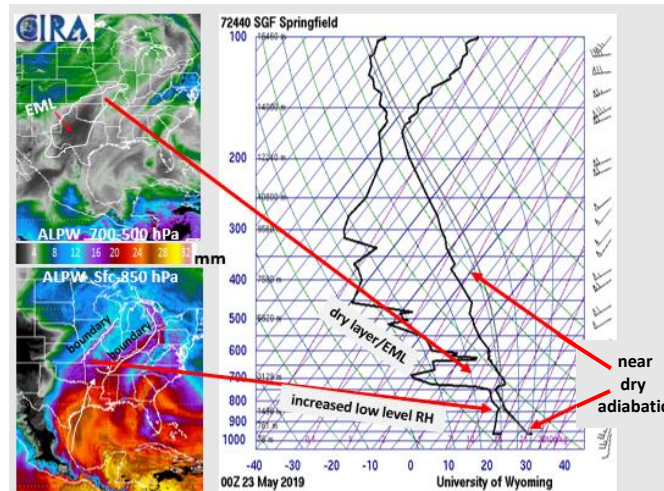 CIRA
EML
ALPW 700-500 hPa
4 8 12 16 20 24 28 32
mm
ALPW Sfc-850 hPa
boundary
boundary
72440 SGF Springfield
100
16460 m
200
12240 m
300
400
500
600
700
800
900
1000
-40 -30 -20 -10 0 10 20 30 40
00Z 23 May 2019
University of Wyoming
dry layer/EML
increased low level RH
near
dry
adiabatic